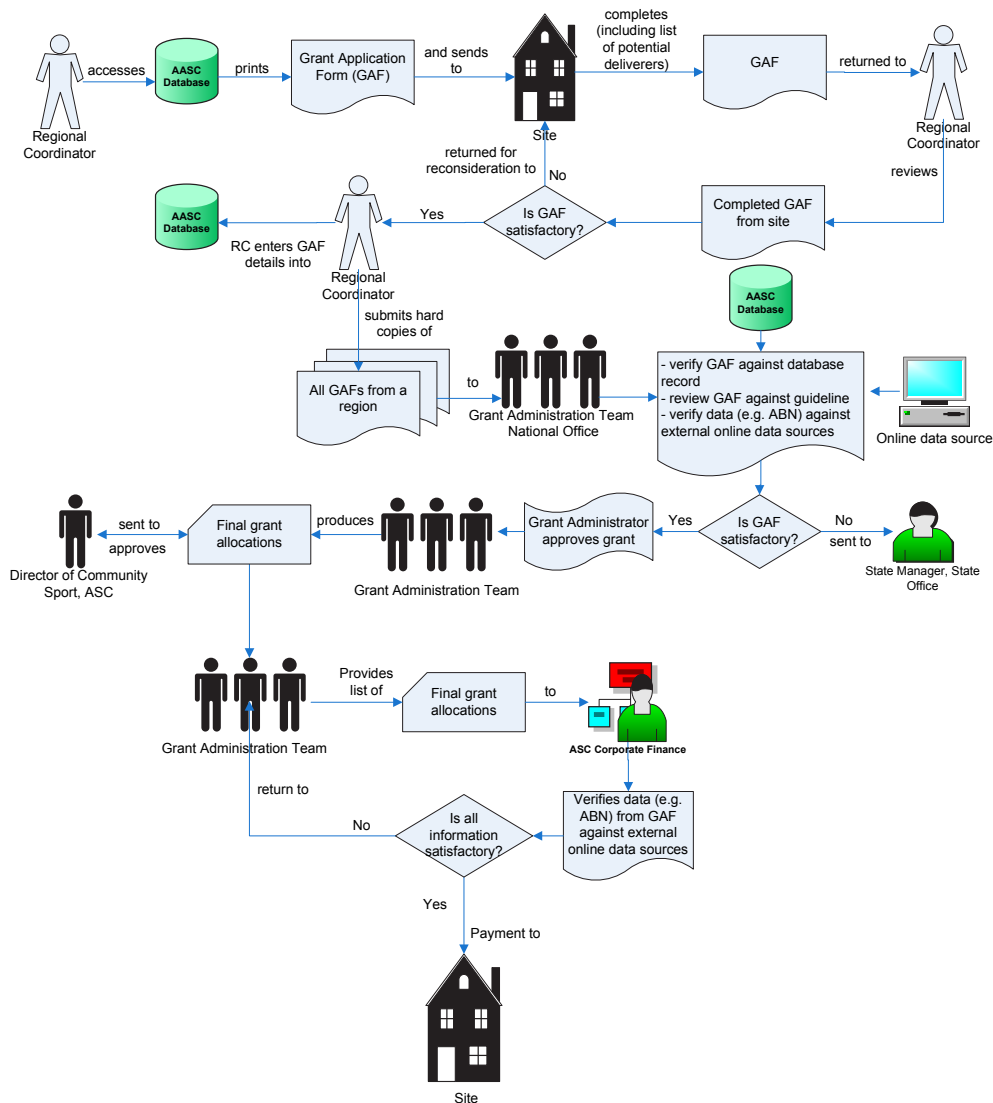 accesses
AASC
Database
prints
Grant Application
Form (GAF)
and sends
to
completes
(including list
of potential
deliverers)
GAF
returned to
Regional
Coordinator
Site
Regional
Coordinator
returned for
reconsideration to
No
reviews
AASC
Database
RC enters GAF
details into
Yes
Is GAF
satisfactory?
Completed GAF
from site
Regional
Coordinator
AASC
Database
submits hard
copies of
All GAFs from a
region
to
Grant Administration Team
National Office
- verify GAF against database
record
- review GAF against guideline
- verify data (e.g. ABN) against
external online data sources
Online data source
Director of Community
Sport, ASC
sent to
approves
Final grant
allocations
produces
Grant Administration Team
Grant Administrator
approves grant
Yes
Is GAF
satisfactory?
No
sent to
State Manager, State
Office
Grant Administration Team
Provides
list of
Final grant
allocations
to
ASC Corporate Finance
return to
No
Is all
information
satisfactory?
Verifies data (e.g.
ABN) from GAF
against external
online data sources
Yes
Payment to
Site